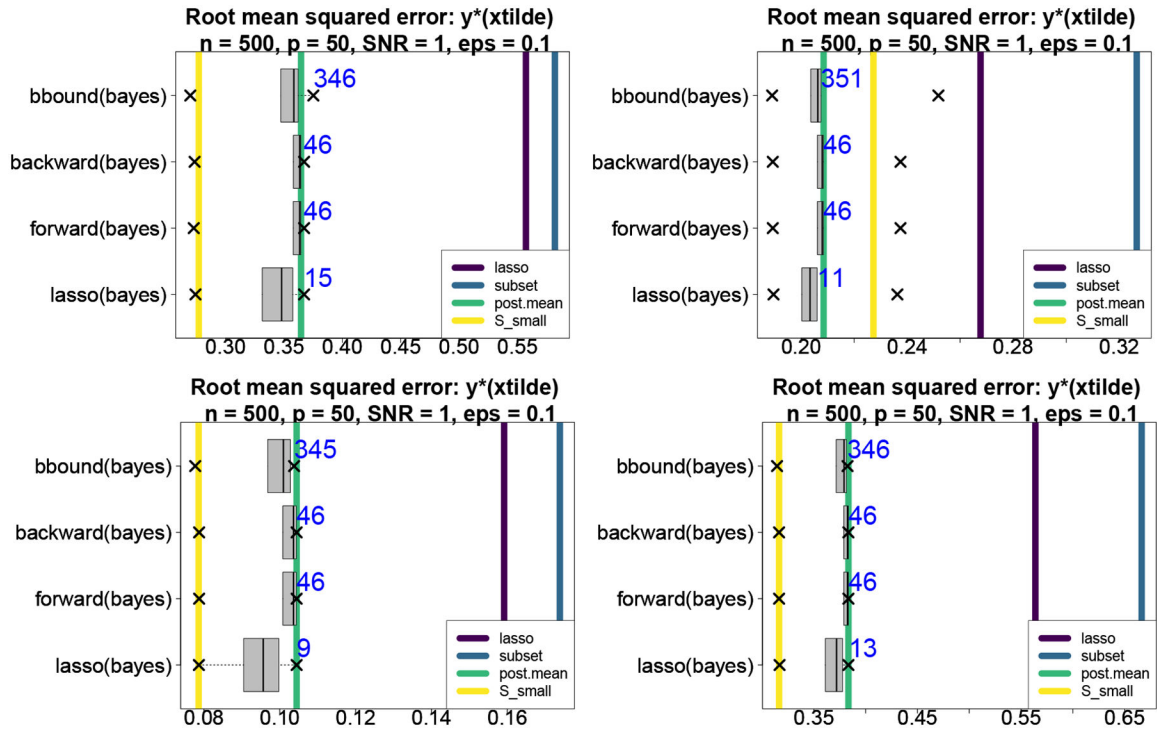 Root mean squared error: y*(xtilde)
n = 500, p = 50, SNR = 1, eps = 0.1
bbound(bayes)
346
backward(bayes)
46
forward(bayes)
46
lasso(bayes)
15
lasso
subset
post.mean
S_small
0.30 0.35 0.40 0.45 0.50 0.55
Root mean squared error: y*(xtilde)
n = 500, p = 50, SNR = 1, eps = 0.1
bbound(bayes)
351
backward(bayes)
46
forward(bayes)
46
lasso(bayes)
11
lasso
subset
post.mean
S_small
0.20 0.24 0.28 0.32
Root mean squared error: y*(xtilde)
n = 500, p = 50, SNR = 1, eps = 0.1
bbound(bayes)
345
backward(bayes)
46
forward(bayes)
46
lasso(bayes)
9
lasso
subset
post.mean
S_small
0.08 0.10 0.12 0.14 0.16
Root mean squared error: y*(xtilde)
n = 500, p = 50, SNR = 1, eps = 0.1
bbound(bayes)
346
backward(bayes)
46
forward(bayes)
46
lasso(bayes)
13
lasso
subset
post.mean
S_small
0.35 0.45 0.55 0.65